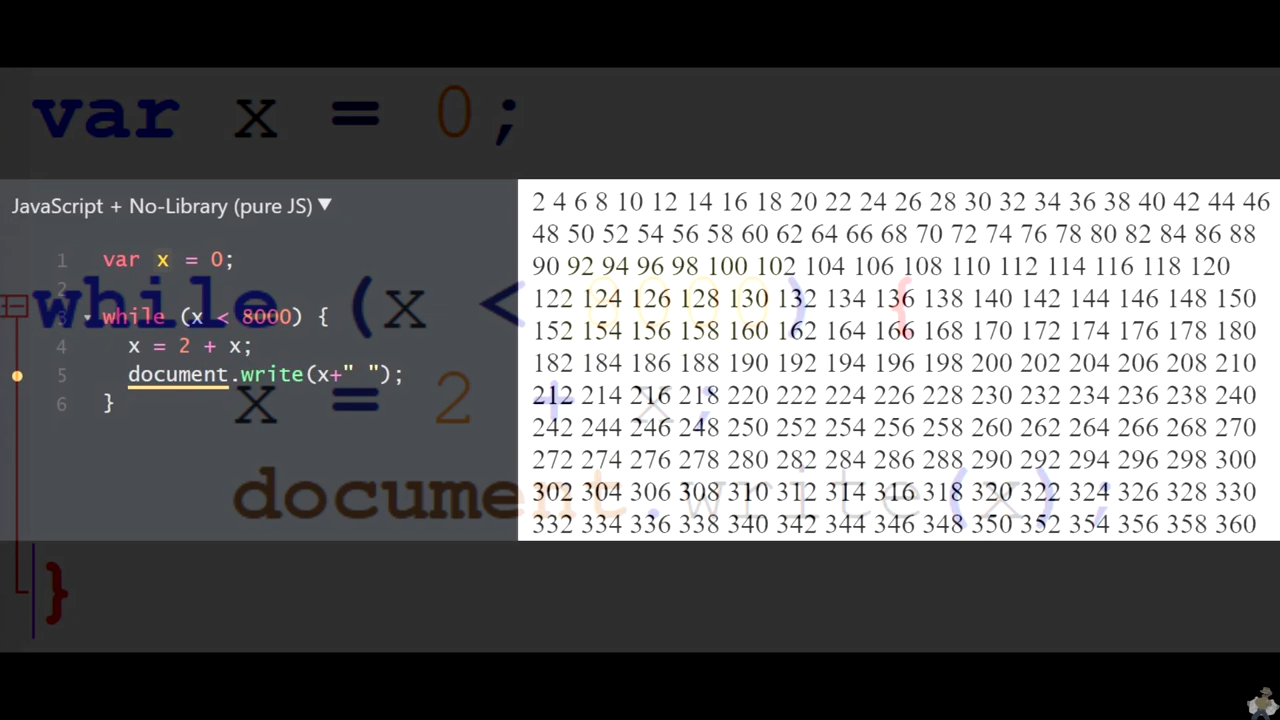 var x = 0;
while (x < 8000) {
x = 2 + x;
document.write(x);
}
JavaScript + No-Library (pure JS) ▼
1 var x = 0;
2
3 while (x < 8000) {
4 x = 2 + x;
5 document.write(x+" ");
6 }
2 4 6 8 10 12 14 16 18 20 22 24 26 28 30 32 34 36 38 40 42 44 46
48 50 52 54 56 58 60 62 64 66 68 70 72 74 76 78 80 82 84 86 88
90 92 94 96 98 100 102 104 106 108 110 112 114 116 118 120
122 124 126 128 130 132 134 136 138 140 142 144 146 148 150
152 154 156 158 160 162 164 166 168 170 172 174 176 178 180
182 184 186 188 190 192 194 196 198 200 202 204 206 208 210
212 214 216 218 220 222 224 226 228 230 232 234 236 238 240
242 244 246 248 250 252 254 256 258 260 262 264 266 268 270
272 274 276 278 280 282 284 286 288 290 292 294 296 298 300
302 304 306 308 310 312 314 316 318 320 322 324 326 328 330
332 334 336 338 340 342 344 346 348 350 352 354 356 358 360